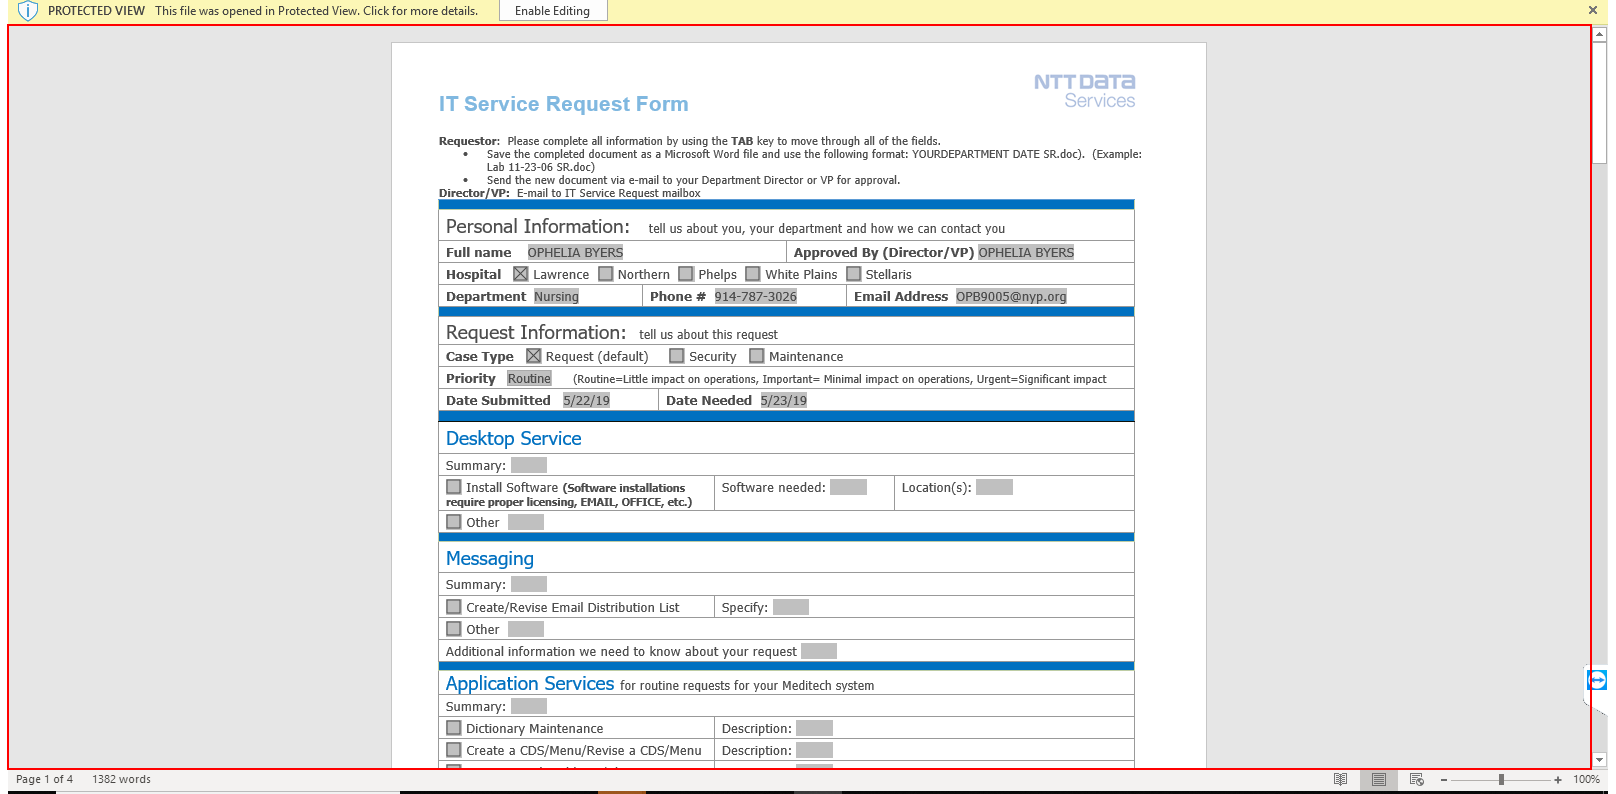 PROTECTED VIEW This file was opened in Protected View. Click for more details. Enable Editing
NTT DATA
Services
IT Service Request Form
Requestor: Please complete all information by using the TAB key to move through all of the fields.
• Save the completed document as a Microsoft Word file and use the following format: YOURDEPARTMENT DATE SR.doc). (Example:
Lab 11-23-06 SR.doc)
• Send the new document via e-mail to your Department Director or VP for approval.
Director/VP: E-mail to IT Service Request mailbox
Personal Information: tell us about you, your department and how we can contact you
Full name OPHELIA BYERS Approved By (Director/VP) OPHELIA BYERS
Hospital Lawrence Northern Phelps White Plains Stellaris
Department Nursing Phone # 914-787-3026 Email Address OPB9005@nyp.org
Request Information: tell us about this request
Case Type Request (default) Security Maintenance
Priority Routine (Routine=Little impact on operations, Important= Minimal impact on operations, Urgent=Significant impact
Date Submitted 5/22/19 Date Needed 5/23/19
Desktop Service
Summary:
Install Software (Software installations Software needed: Location(s):
require proper licensing, EMAIL, OFFICE, etc.)
Other
Messaging
Summary:
Create/Revise Email Distribution List Specify:
Other
Additional information we need to know about your request
Application Services for routine requests for your Meditech system
Summary:
Dictionary Maintenance Description:
Create a CDS/Menu/Revise a CDS/Menu Description:
Page 1 of 4 1382 words 100%